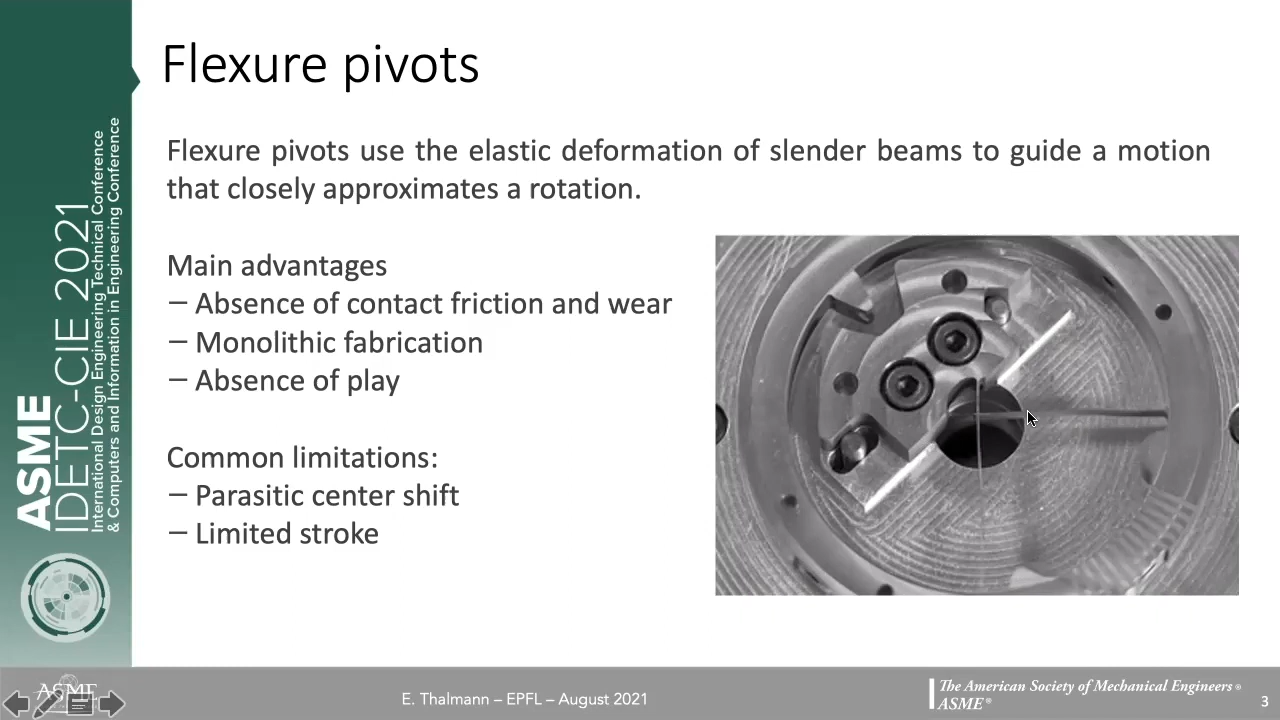 Flexure pivots
Flexure pivots use the elastic deformation of slender beams to guide a motion
that closely approximates a rotation.
Main advantages
– Absence of contact friction and wear
– Monolithic fabrication
– Absence of play
Common limitations:
– Parasitic center shift
– Limited stroke
ASME
IDETC-CIE 2021
International Design Engineering Technical Conference
& Computers and Information in Engineering Conference
ASME
E. Thalmann – EPFL – August 2021
The American Society of Mechanical Engineers ®
ASME ®
3